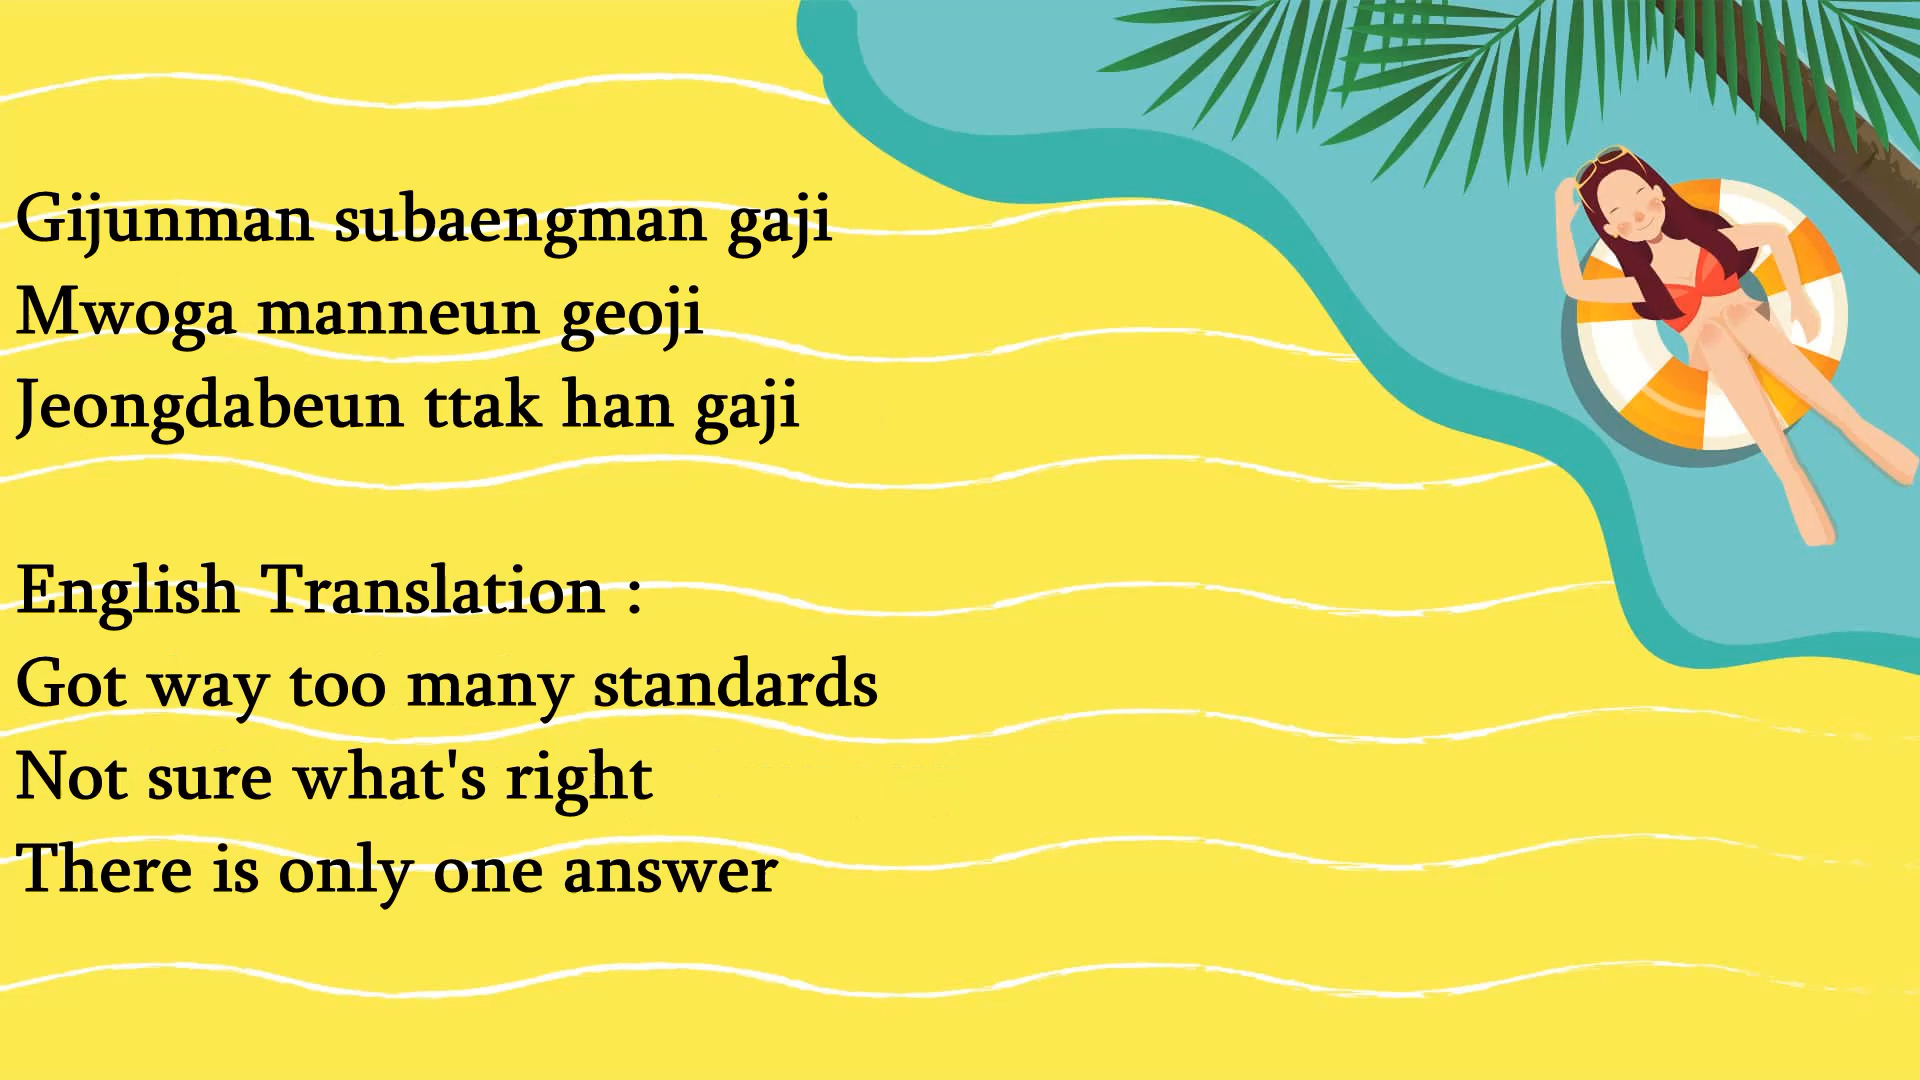 Gijunman subaengman gaji
Mwoga manneun geoji
Jeongdabeun ttak han gaji
English Translation :
Got way too many standards
Not sure what's right
There is only one answer